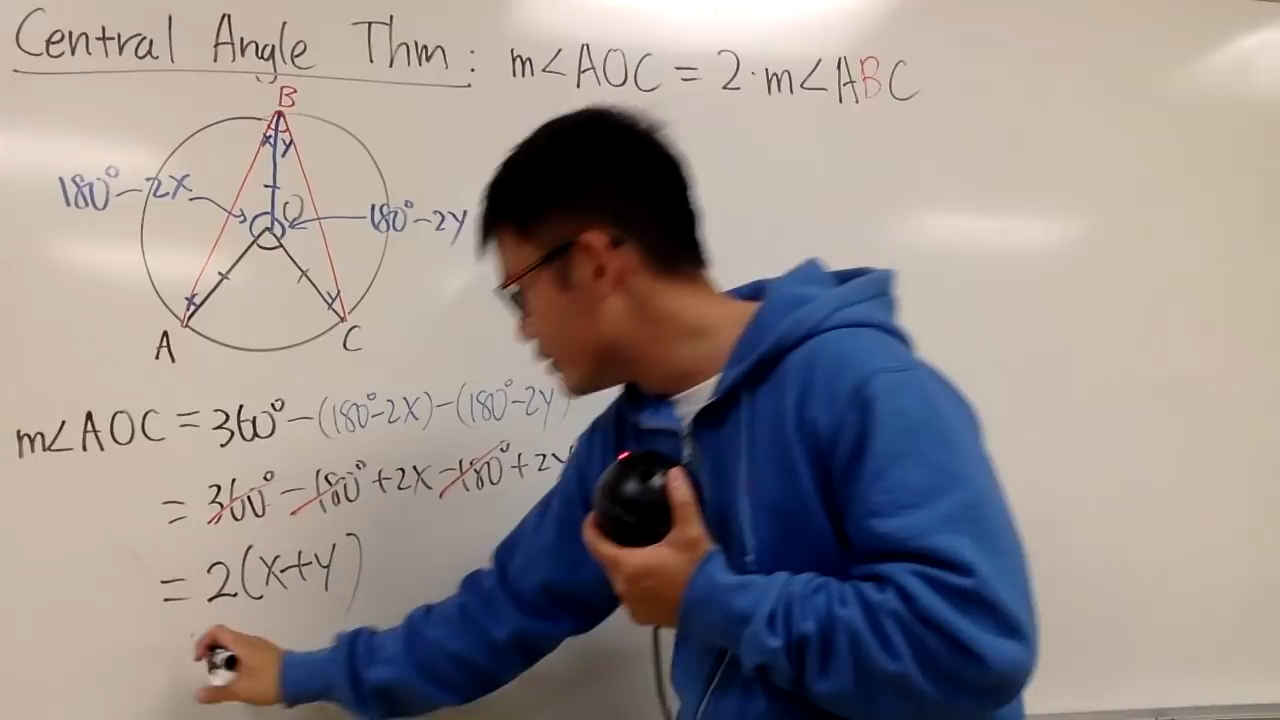 Central Angle Thm: m∠AOC = 2·m∠ABC
B
x y
180°-2x O 180°-2y
x y
A C
m∠AOC = 360° - (180°-2x) - (180°-2y
= 360° - 180° + 2x - 180° + 2y
= 2(x+y)